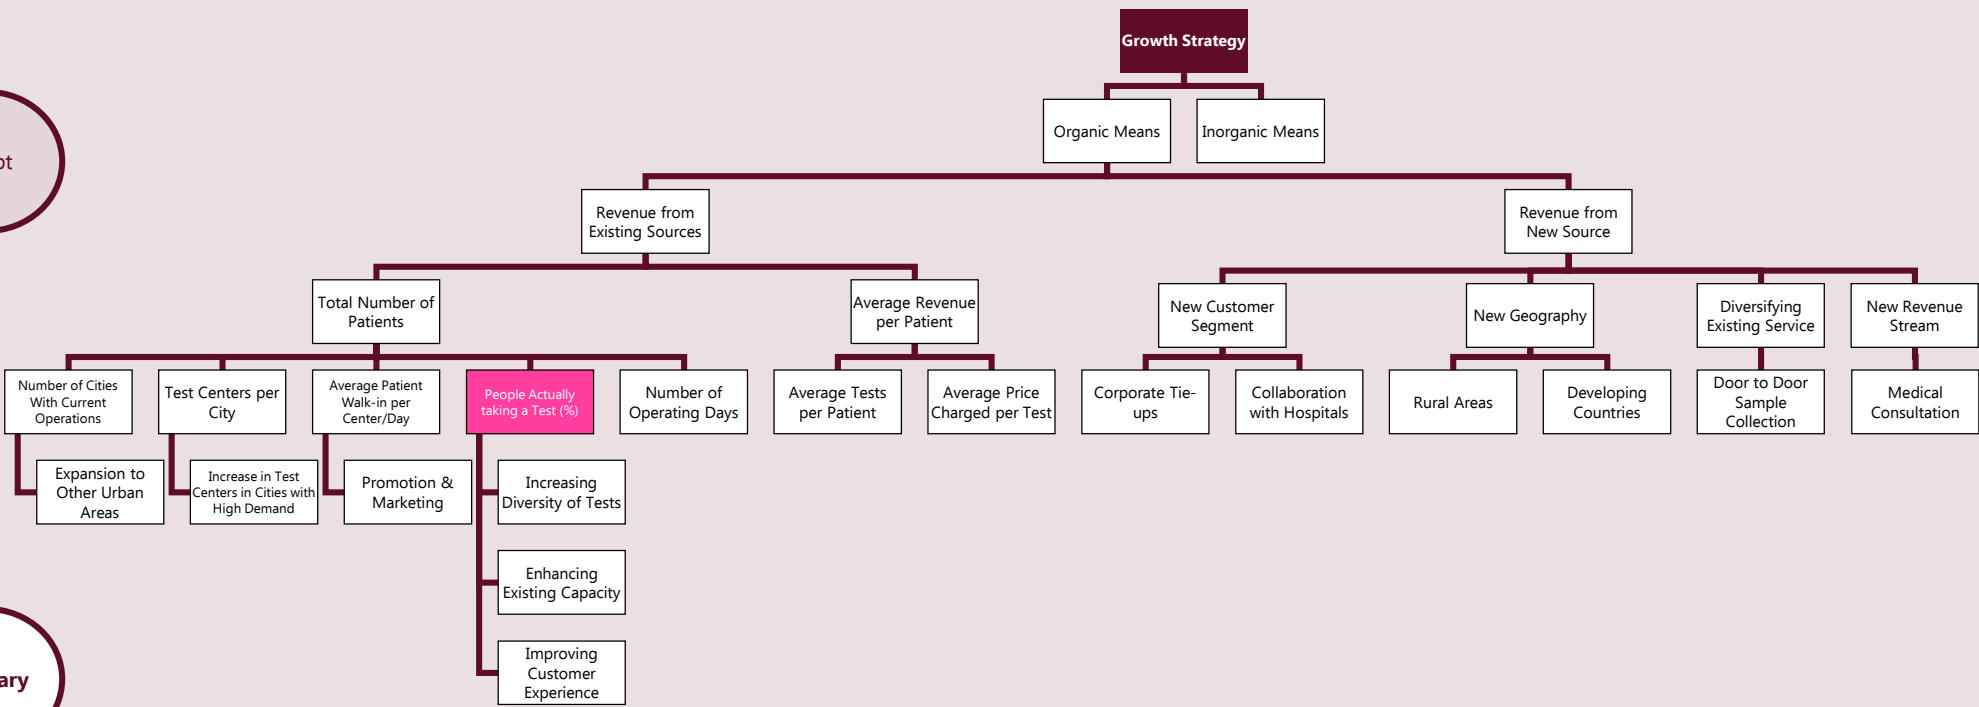 Growth Strategy
Organic Means
Inorganic Means
Revenue from
Existing Sources
Revenue from
New Source
Total Number of
Patients
Average Revenue
per Patient
New Customer
Segment
New Geography
Diversifying
Existing Service
New Revenue
Stream
Number of Cities
With Current
Operations
Test Centers per
City
Average Patient
Walk-in per
Center/Day
People Actually
taking a Test (%)
Number of
Operating Days
Average Tests
per Patient
Average Price
Charged per Test
Corporate Tie-
ups
Collaboration
with Hospitals
Rural Areas
Developing
Countries
Door to Door
Sample
Collection
Medical
Consultation
Expansion to
Other Urban
Areas
Increase in Test
Centers in Cities with
High Demand
Promotion &
Marketing
Increasing
Diversity of Tests
Enhancing
Existing Capacity
Improving
Customer
Experience